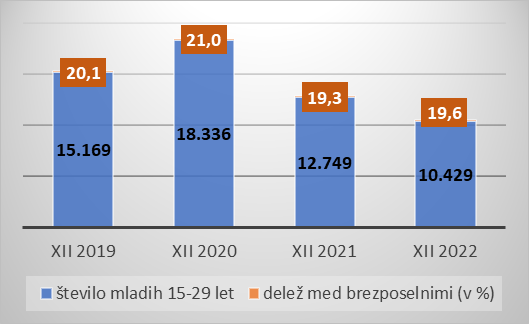 20,1
21,0
19,3
19,6
15.169
18.336
12.749
10.429
XII 2019
XII 2020
XII 2021
XII 2022
število mladih 15-29 let
delež med brezposelnimi (v %)